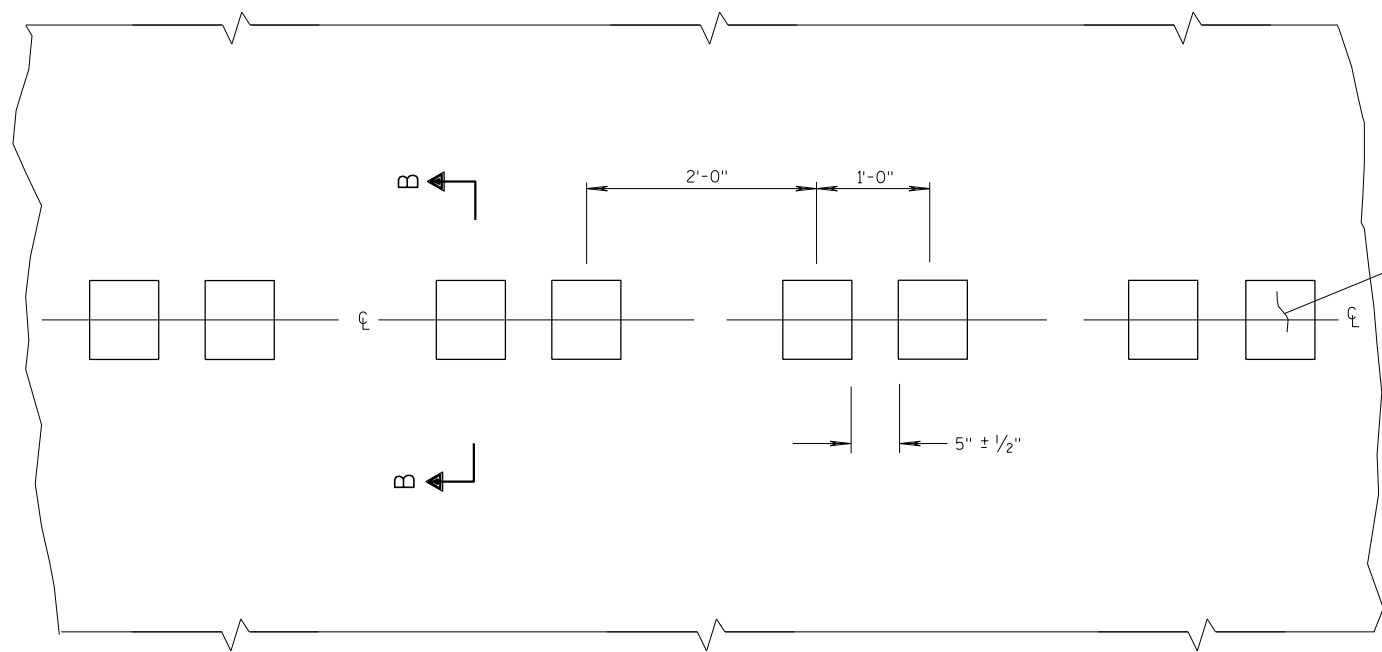 2'-0" 1'-0"
B
℄ ℄
5" ± 1/2"
B